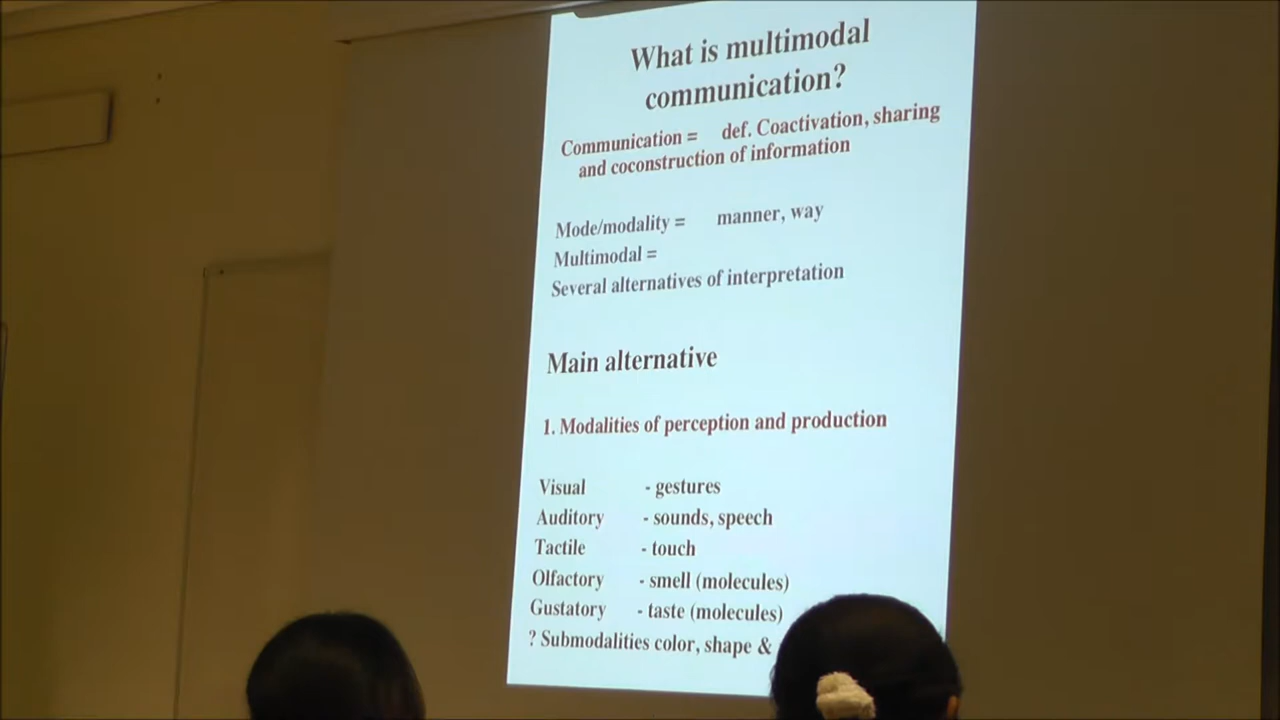 What is multimodal
communication?
Communication = def. Coactivation, sharing
and coconstruction of information
Mode/modality = manner, way
Multimodal =
Several alternatives of interpretation
Main alternative
1. Modalities of perception and production
Visual - gestures
Auditory - sounds, speech
Tactile - touch
Olfactory - smell (molecules)
Gustatory - taste (molecules)
? Submodalities color, shape &